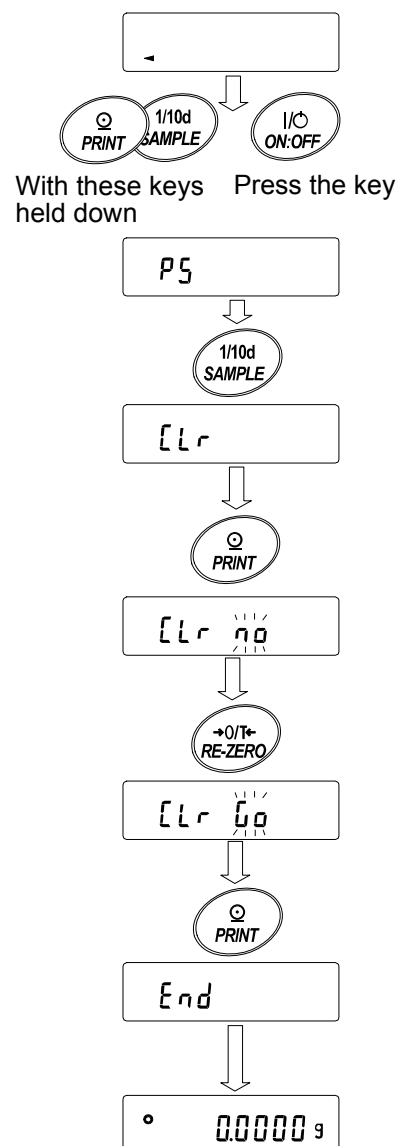 1/10d
PRINT SAMPLE ON:OFF
With these keys Press the key
held down
PS
1/10d
SAMPLE
CLr
PRINT
CLr no
→0/T←
RE-ZERO
CLr Go
PRINT
End
0.0000 g